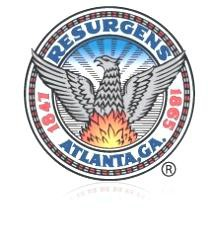 RESURGENS
1847 1865
ATLANTA, GA.
®